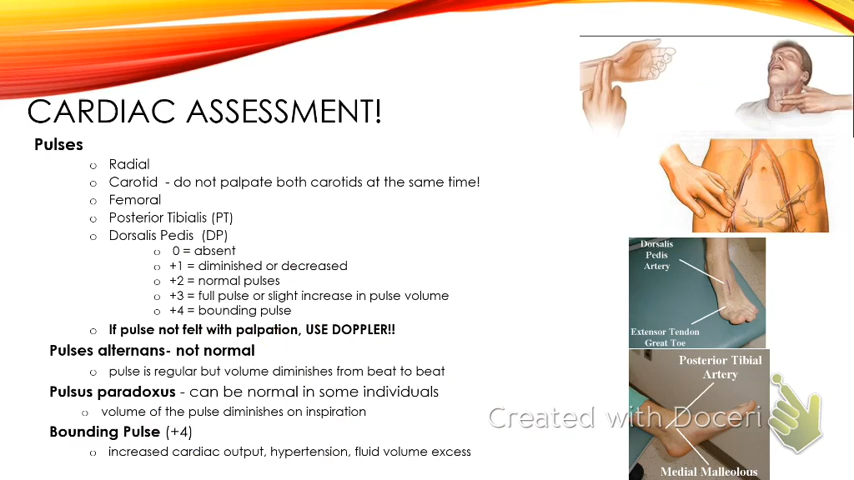 CARDIAC ASSESSMENT!
Pulses
o Radial
o Carotid - do not palpate both carotids at the same time!
o Femoral
o Posterior Tibialis (PT)
o Dorsalis Pedis (DP)
o 0 = absent
o +1 = diminished or decreased
o +2 = normal pulses
o +3 = full pulse or slight increase in pulse volume
o +4 = bounding pulse
o If pulse not felt with palpation, USE DOPPLER!!
Pulses alternans- not normal
o pulse is regular but volume diminishes from beat to beat
Pulsus paradoxus - can be normal in some individuals
o volume of the pulse diminishes on inspiration
Bounding Pulse (+4)
o increased cardiac output, hypertension, fluid volume excess
Dorsalis
Pedis
Artery
Extensor Tendon
Great Toe
Posterior Tibial
Artery
Medial Malleolous
Created with Doceri